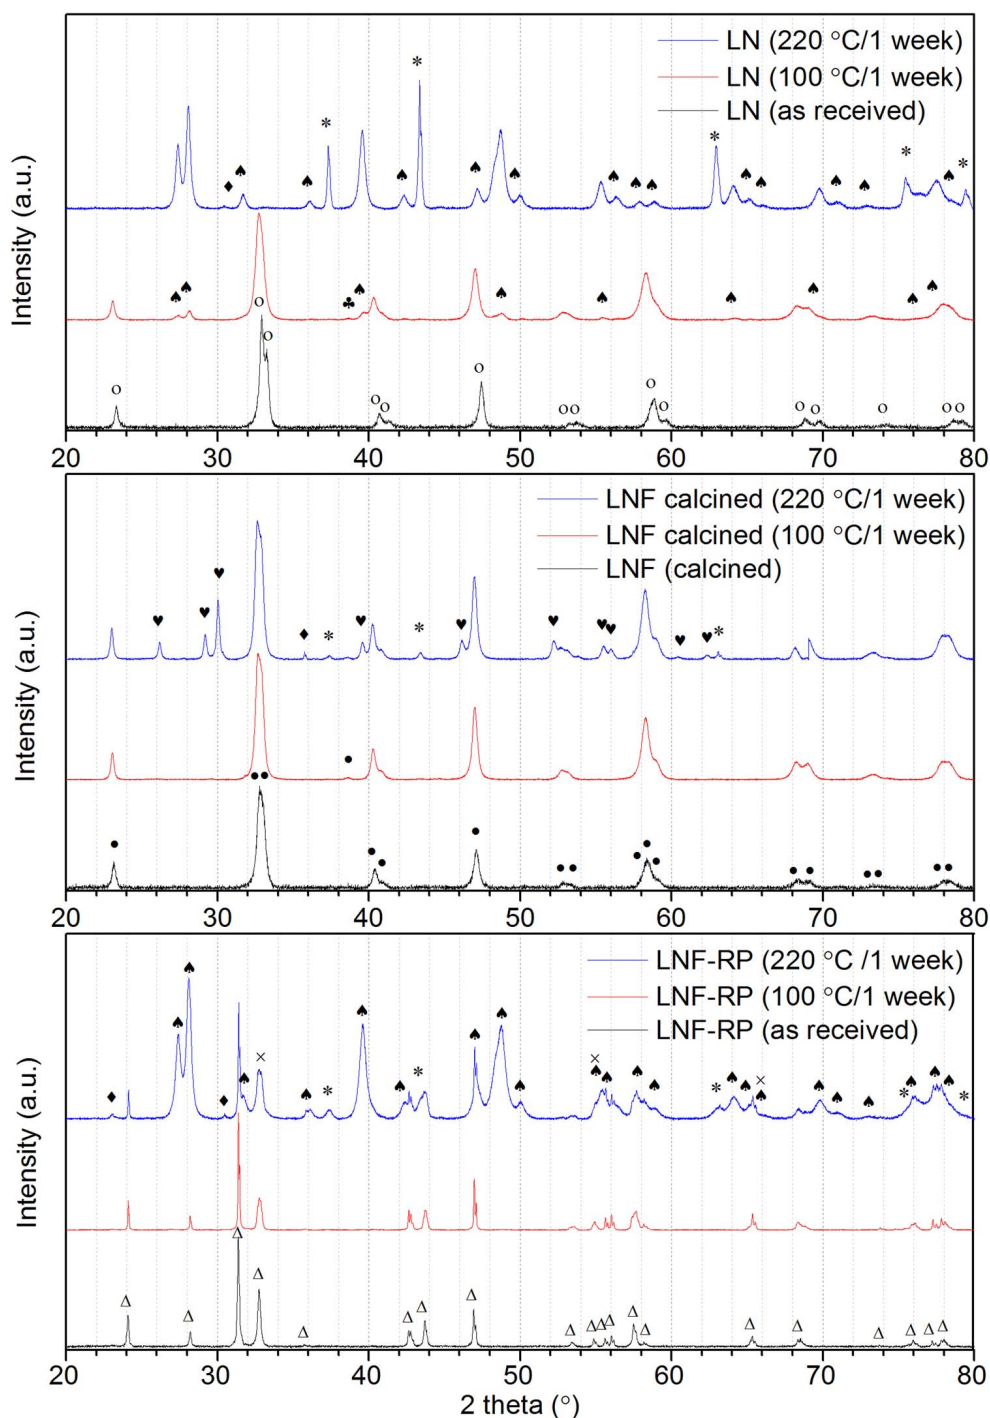 LN (220 °C/1 week)
LN (100 °C/1 week)
LN (as received)
Intensity (a.u.)
20 30 40 50 60 70 80
LNF calcined (220 °C/1 week)
LNF calcined (100 °C/1 week)
LNF (calcined)
Intensity (a.u.)
20 30 40 50 60 70 80
LNF-RP (220 °C /1 week)
LNF-RP (100 °C/1 week)
LNF-RP (as received)
Intensity (a.u.)
20 30 40 50 60 70 80
2 theta (°)